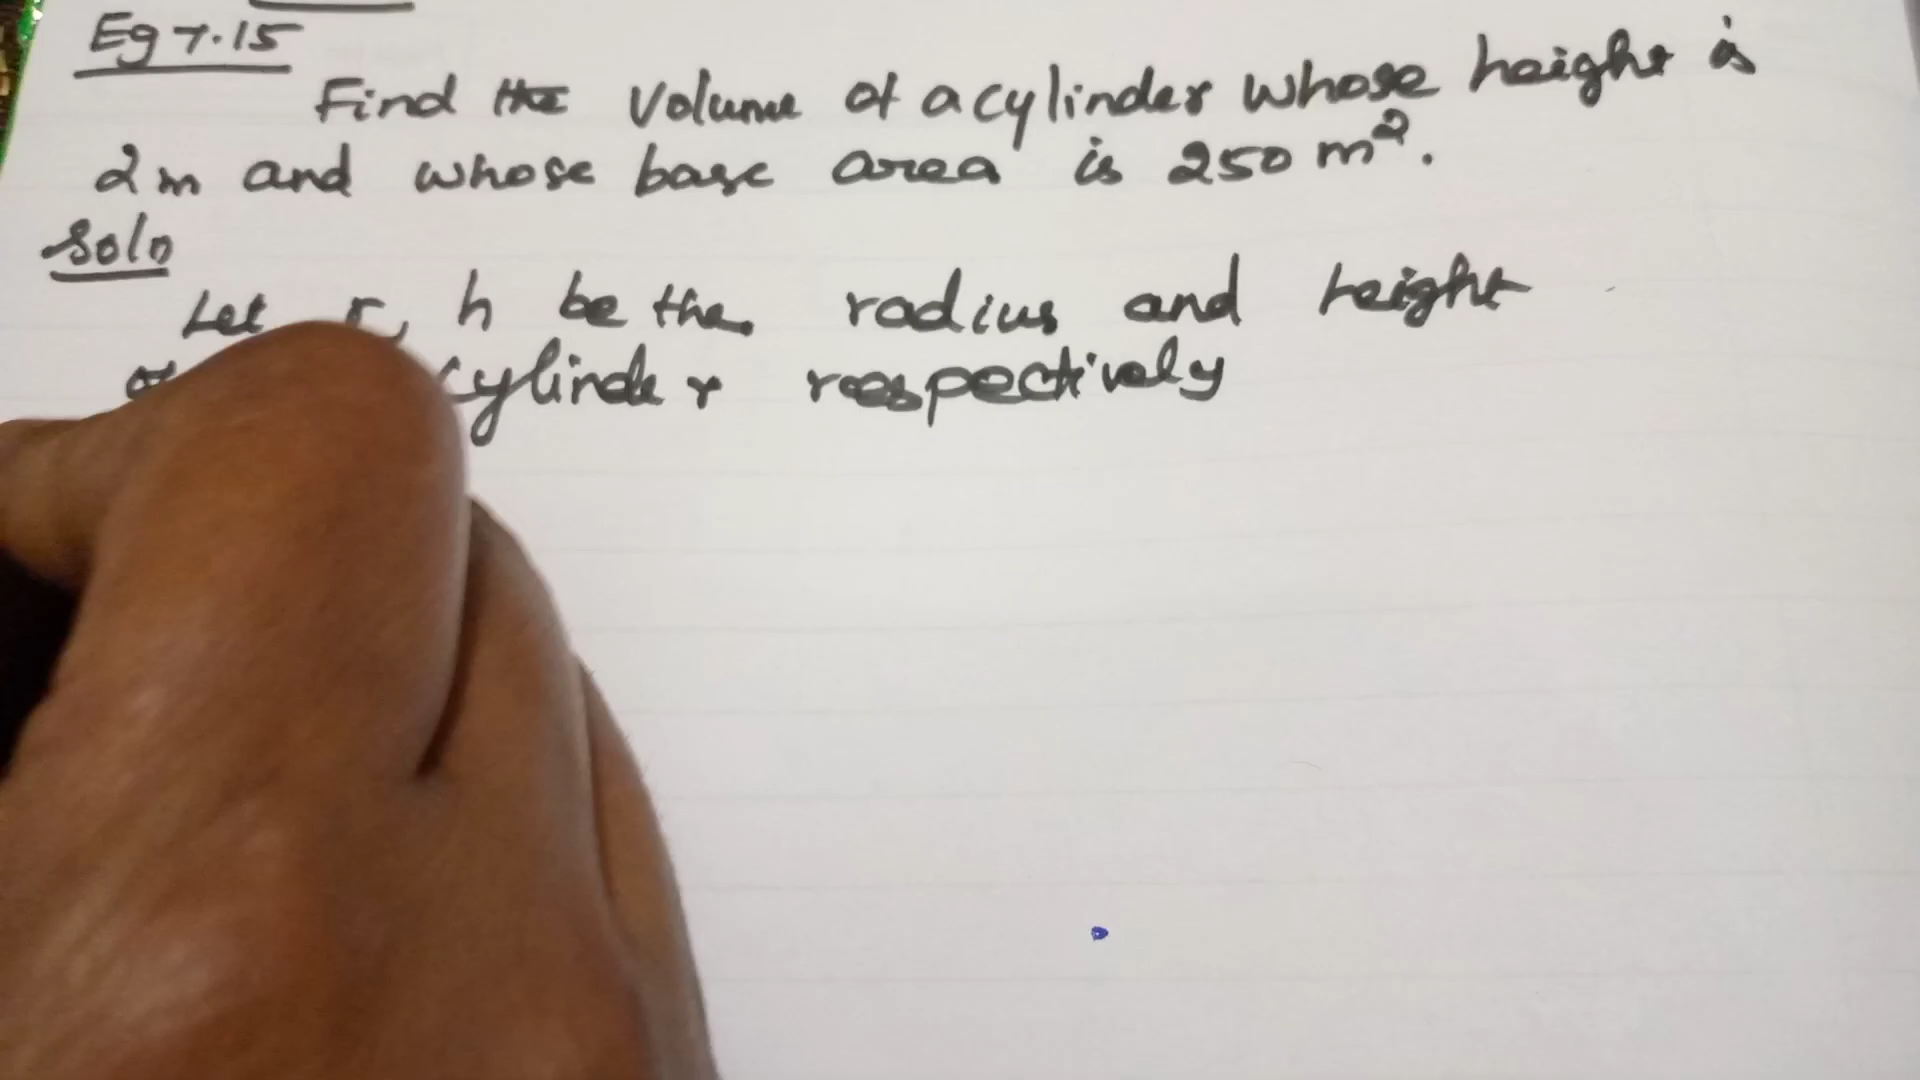 Eg 7.15
Find the volume of a cylinder whose height is
2m and whose base area is 250 m².
Soln
Let r, h be the radius and height
of cylinder respectively